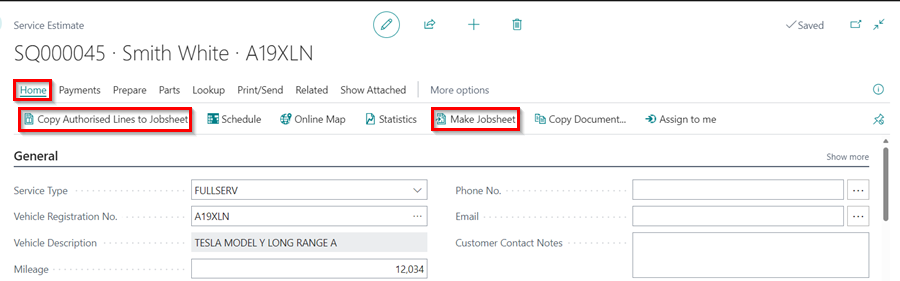 Service Estimate
Saved
SQ000045 · Smith White · A19XLN
Home Payments Prepare Parts Lookup Print/Send Related Show Attached More options
Copy Authorised Lines to Jobsheet Schedule Online Map Statistics Make Jobsheet Copy Document... Assign to me
General Show more
Service Type FULLSERV Phone No.
Vehicle Registration No. A19XLN Email
Vehicle Description TESLA MODEL Y LONG RANGE A Customer Contact Notes
Mileage 12,034